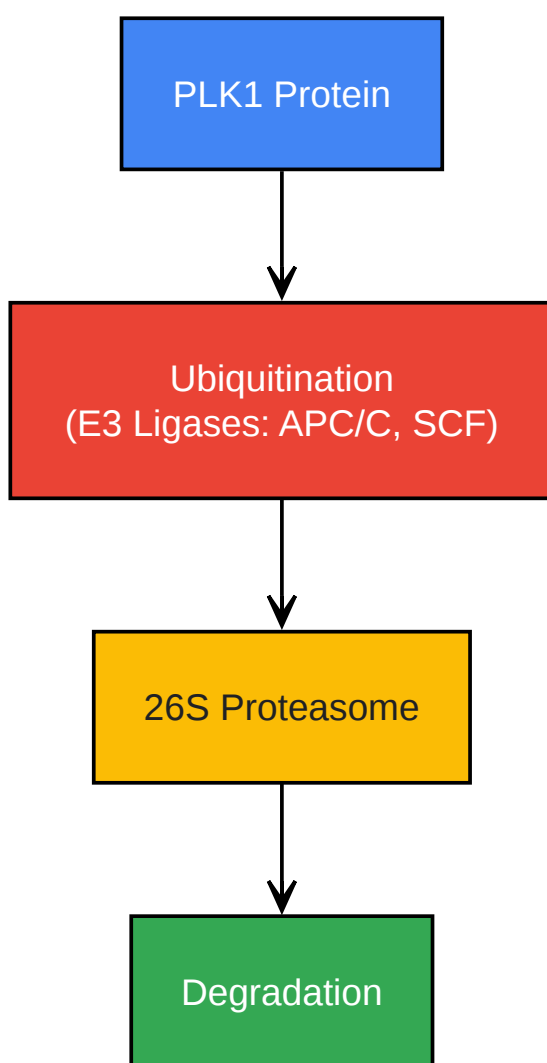 PLK1 Protein
Ubiquitination
(E3 Ligases: APC/C, SCF)
26S Proteasome
Degradation